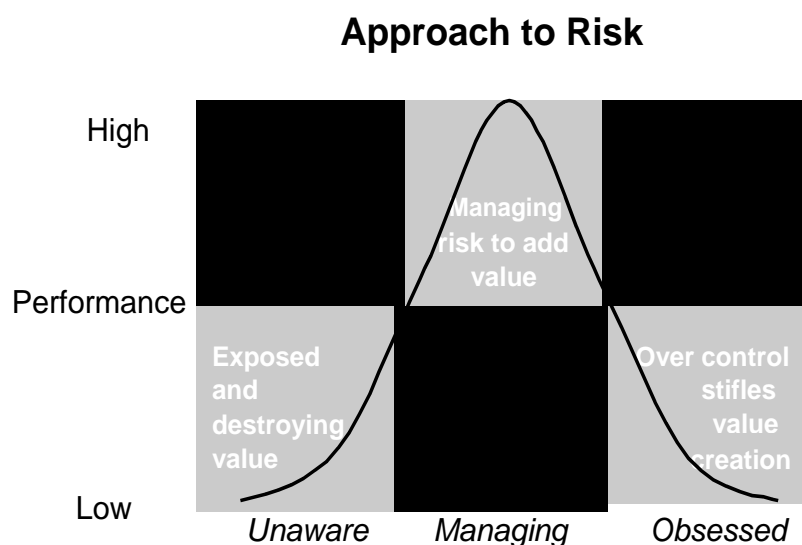 Approach to Risk
High
Managing
risk to add
value
Performance
Exposed
and
destroying
value
Over control
stifles
value
creation
Low
Unaware
Managing
Obsessed